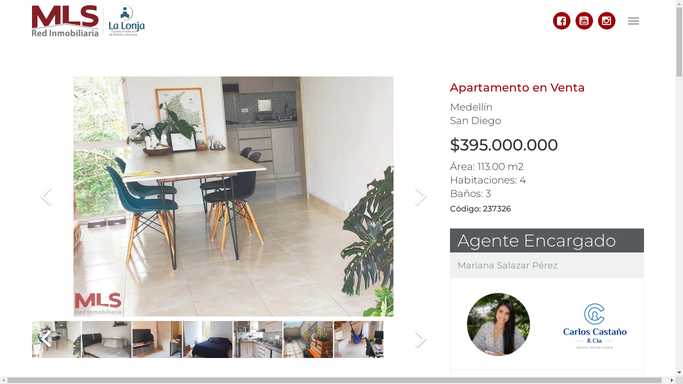 MLS
Red Inmobiliaria
La Lonja
Apartamento en Venta
Medellín
San Diego
$395.000.000
Área: 113.00 m2
Habitaciones: 4
Baños: 3
Código: 237326
Agente Encargado
Mariana Salazar Pérez
MLS
Red Inmobiliaria
Carlos Castaño
& Cía.